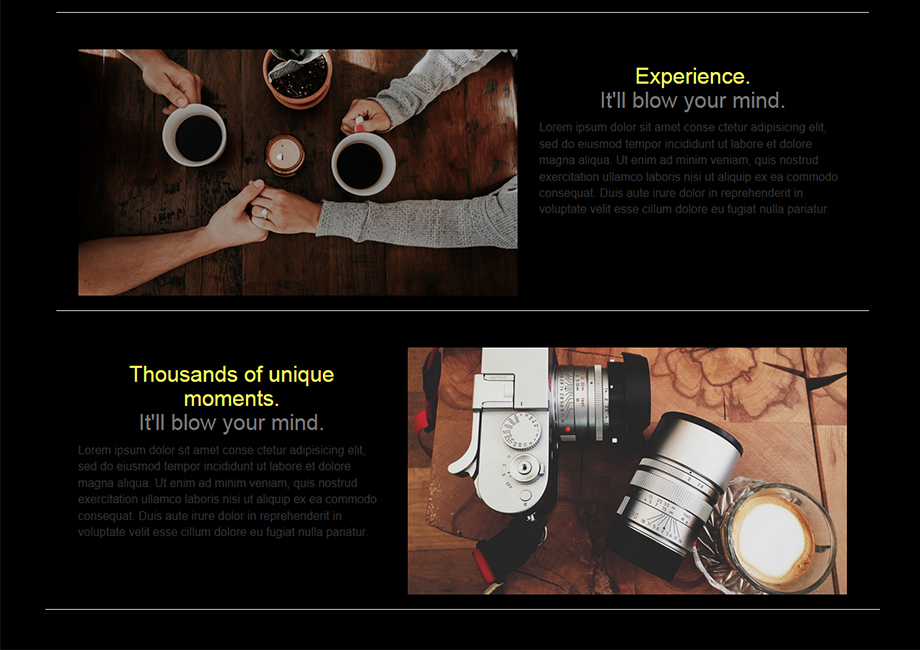 Experience.
It'll blow your mind.
Lorem ipsum dolor sit amet conse ctetur adipisicing elit,
sed do eiusmod tempor incididunt ut labore et dolore
magna aliqua. Ut enim ad minim veniam, quis nostrud
exercitation ullamco laboris nisi ut aliquip ex ea commodo
consequat. Duis aute irure dolor in reprehenderit in
voluptate velit esse cillum dolore eu fugiat nulla pariatur.
Thousands of unique
moments.
It'll blow your mind.
Lorem ipsum dolor sit amet conse ctetur adipisicing elit,
sed do eiusmod tempor incididunt ut labore et dolore
magna aliqua. Ut enim ad minim veniam, quis nostrud
exercitation ullamco laboris nisi ut aliquip ex ea commodo
consequat. Duis aute irure dolor in reprehenderit in
voluptate velit esse cillum dolore eu fugiat nulla pariatur.